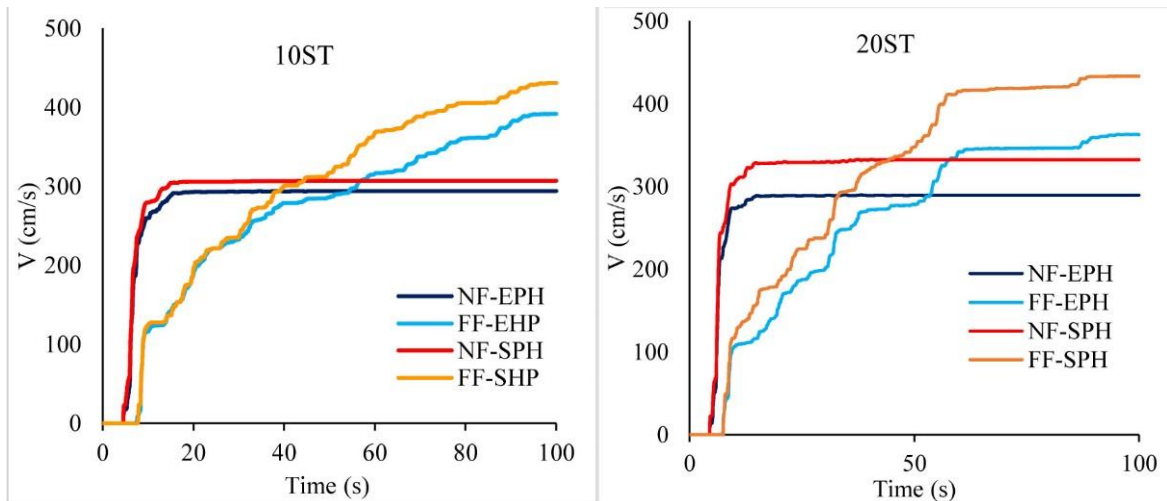 10ST
500
400
300
200
100
0
V (cm/s)
NF-EPH
FF-EHP
NF-SPH
FF-SHP
0 20 40 60 80 100
Time (s)
20ST
500
400
300
200
100
0
V (cm/s)
NF-EPH
FF-EPH
NF-SPH
FF-SPH
0 50 100
Time (s)